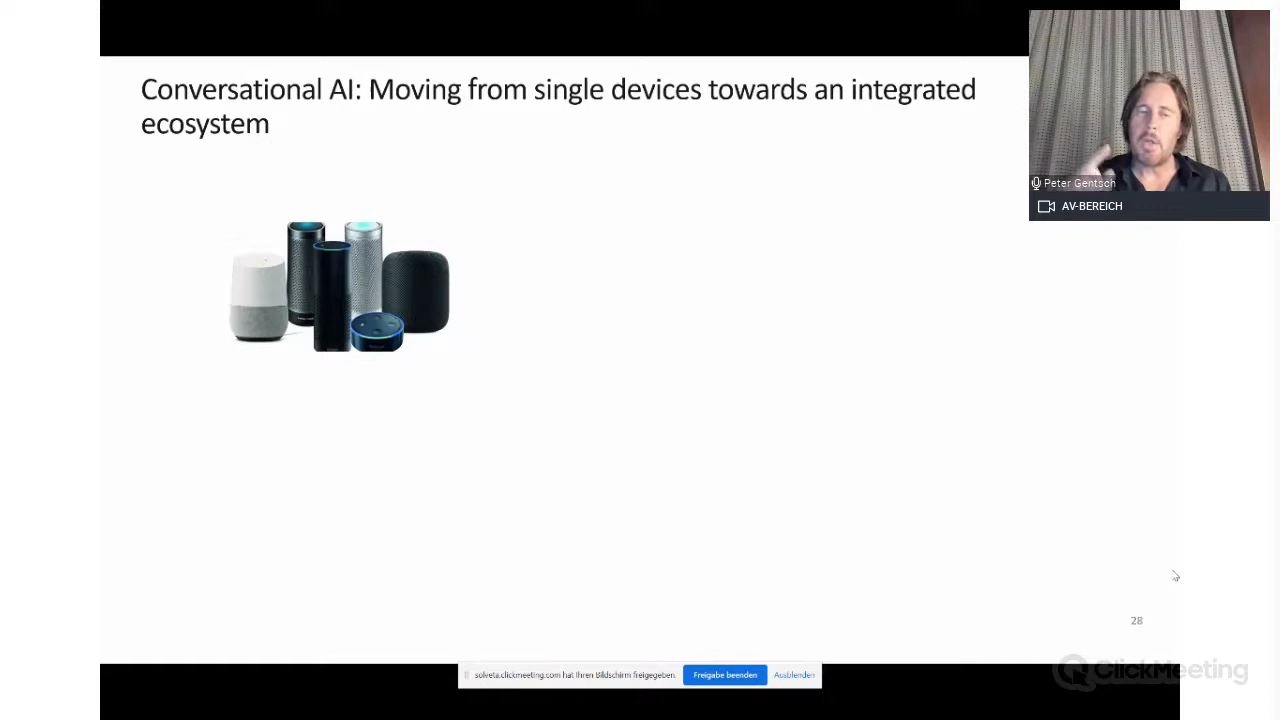 Conversational AI: Moving from single devices towards an integrated
ecosystem
Peter Gentsch
AV-BEREICH
28
solveta.clickmeeting.com hat Ihren Bildschirm freigegeben.
Freigabe beenden
Ausblenden
ClickMeeting